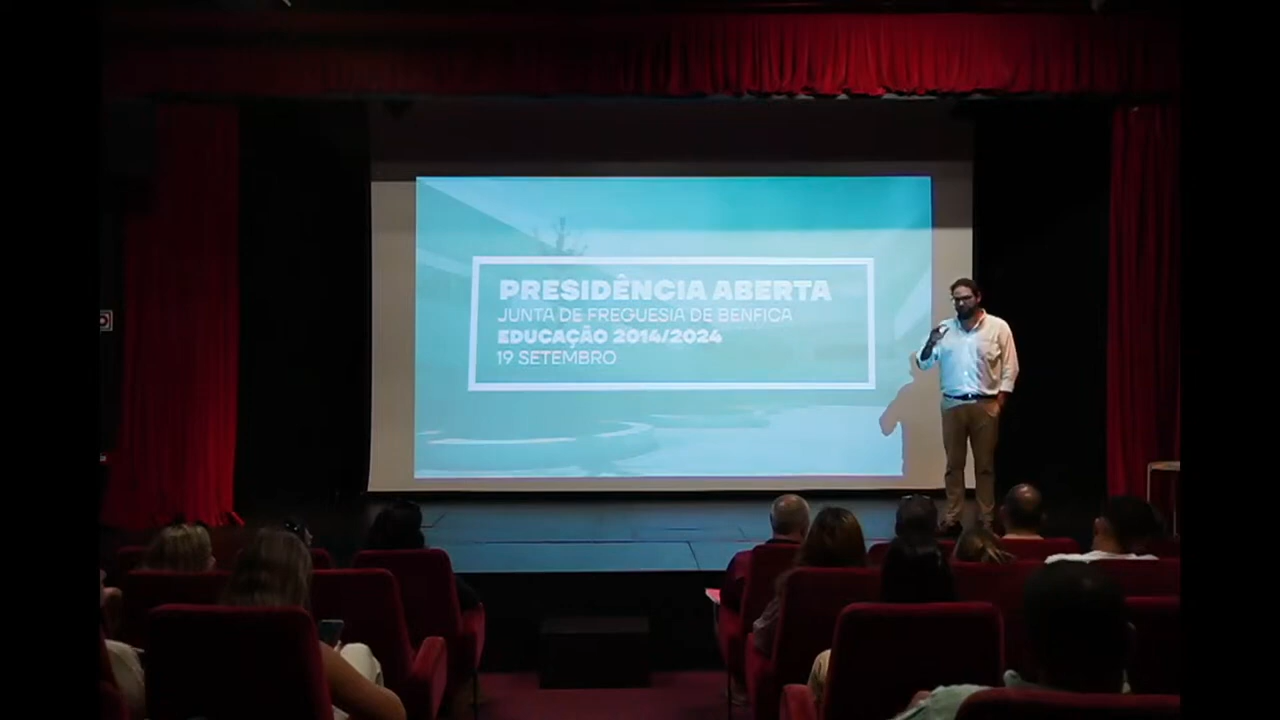 PRESIDÊNCIA ABERTA
JUNTA DE FREGUESIA DE BENFICA
EDUCAÇÃO 2014/2024
19 SETEMBRO